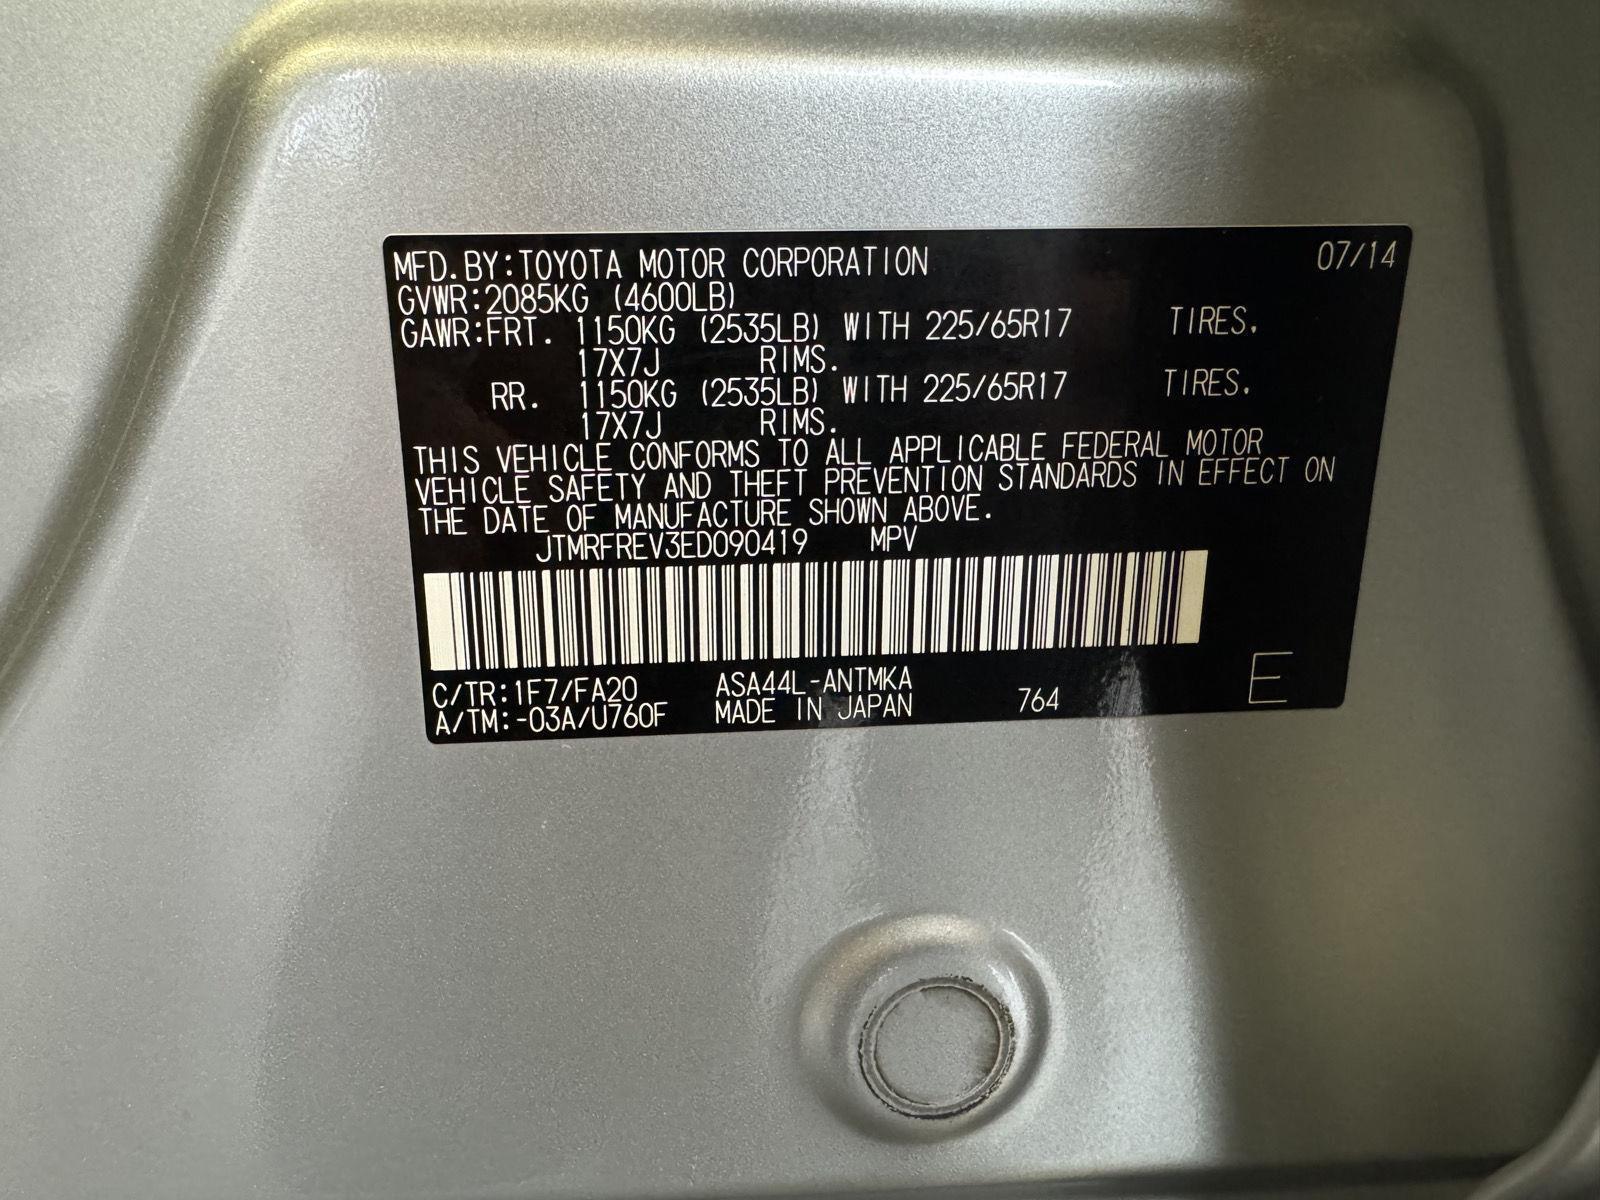 MFD.BY:TOYOTA MOTOR CORPORATION 07/14
GVWR:2085KG (4600LB)
GAWR:FRT. 1150KG (2535LB) WITH 225/65R17 TIRES.
17X7J RIMS.
RR. 1150KG (2535LB) WITH 225/65R17 TIRES.
17X7J RIMS.
THIS VEHICLE CONFORMS TO ALL APPLICABLE FEDERAL MOTOR
VEHICLE SAFETY AND THEFT PREVENTION STANDARDS IN EFFECT ON
THE DATE OF MANUFACTURE SHOWN ABOVE.
JTMRFREV3ED090419 MPV
C/TR:1F7/FA20 ASA44L-ANTMKA
A/TM:-03A/U760F MADE IN JAPAN 764 E